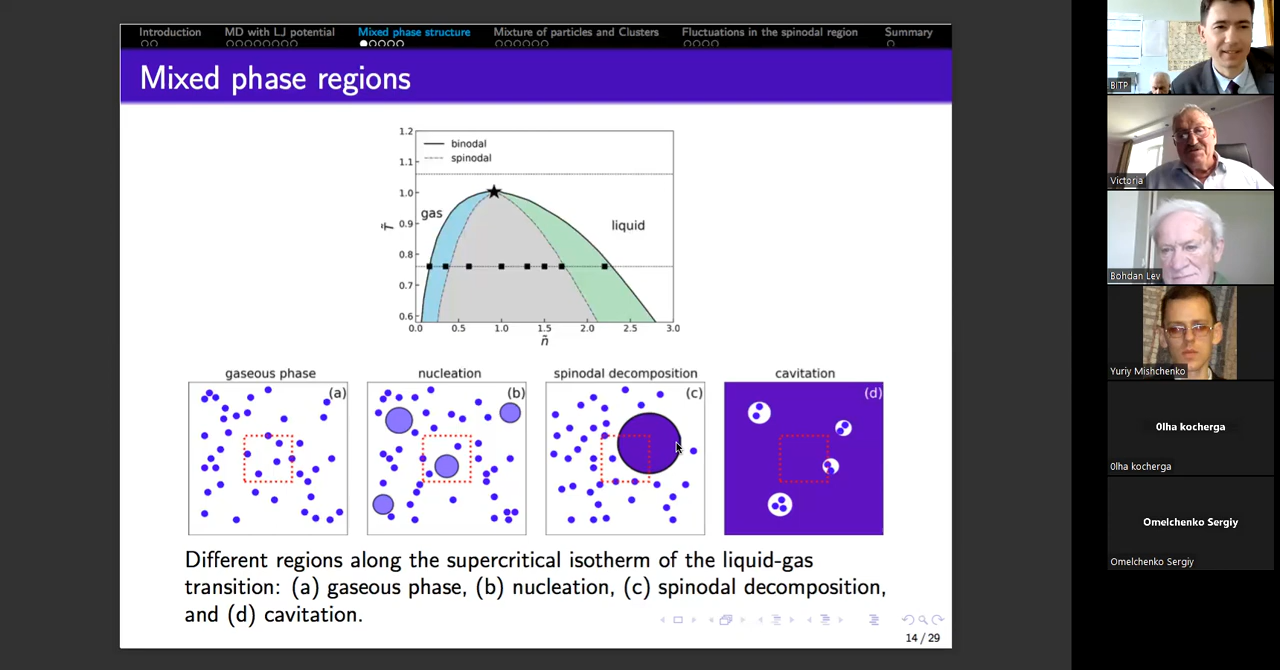 Introduction
MD with LJ potential
Mixed phase structure
Mixture of particles and Clusters
Fluctuations in the spinodal region
Summary
Mixed phase regions
1.2
1.1
1.0
0.9
0.8
0.7
0.6
T̃
binodal
spinodal
gas
liquid
0.0 0.5 1.0 1.5 2.0 2.5 3.0
ñ
gaseous phase
(a)
nucleation
(b)
spinodal decomposition
(c)
cavitation
(d)
Different regions along the supercritical isotherm of the liquid-gas
transition: (a) gaseous phase, (b) nucleation, (c) spinodal decomposition,
and (d) cavitation.
14 / 29
BITP
Victoria
Bohdan Lev
Yuriy Mishchenko
Olha kocherga
Olha kocherga
Omelchenko Sergiy
Omelchenko Sergiy